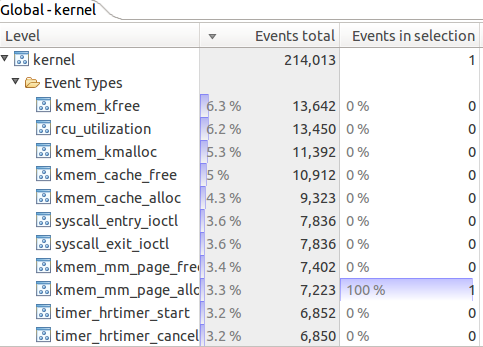 Global - kernel
Level Events total Events in selection
kernel 214,013 1
Event Types
kmem_kfree 6.3 % 13,642 0 % 0
rcu_utilization 6.2 % 13,450 0 % 0
kmem_kmalloc 5.3 % 11,392 0 % 0
kmem_cache_free 5 % 10,912 0 % 0
kmem_cache_alloc 4.3 % 9,323 0 % 0
syscall_entry_ioctl 3.6 % 7,836 0 % 0
syscall_exit_ioctl 3.6 % 7,836 0 % 0
kmem_mm_page_fre 3.4 % 7,402 0 % 0
kmem_mm_page_allo 3.3 % 7,223 100 % 1
timer_hrtimer_start 3.2 % 6,852 0 % 0
timer_hrtimer_cancel 3.2 % 6,850 0 % 0